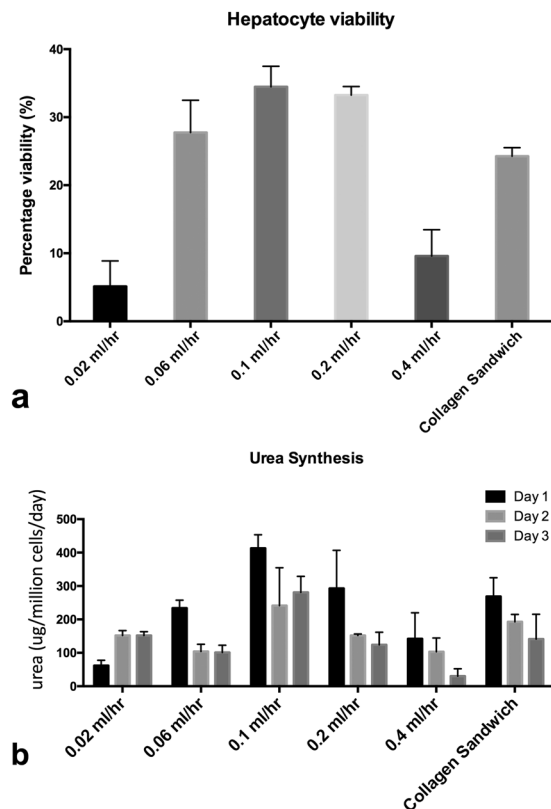 Hepatocyte viability
Percentage viability (%)
40
30
20
10
0
0.02 ml/hr
0.06 ml/hr
0.1 ml/hr
0.2 ml/hr
0.4 ml/hr
Collagen Sandwich
a
Urea Synthesis
Day 1
Day 2
Day 3
urea (ug/million cells/day)
500
400
300
200
100
0
0.02 ml/hr
0.06 ml/hr
0.1 ml/hr
0.2 ml/hr
0.4 ml/hr
Collagen Sandwich
b